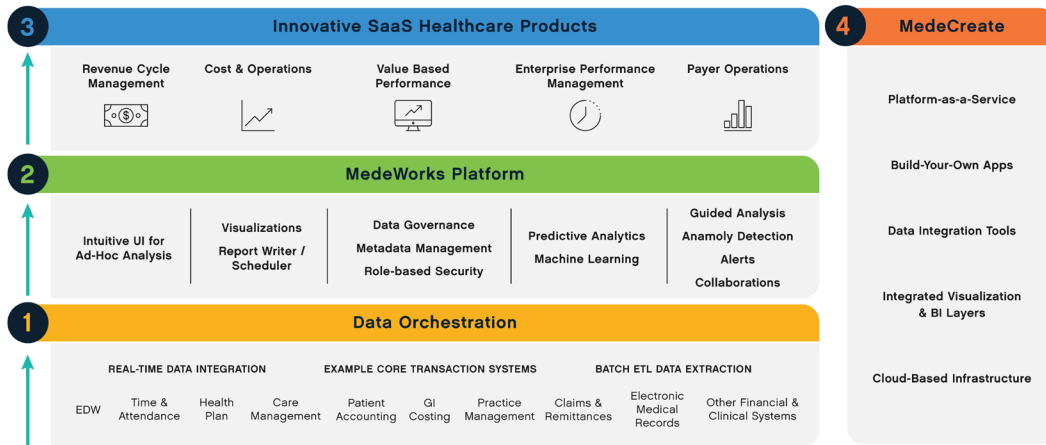 3
Innovative SaaS Healthcare Products
Revenue Cycle
Management
$
Cost & Operations
Value Based
Performance
Enterprise Performance
Management
Payer Operations
2
MedeWorks Platform
Intuitive UI for
Ad-Hoc Analysis
Visualizations
Report Writer /
Scheduler
Data Governance
Metadata Management
Role-based Security
Predictive Analytics
Machine Learning
Guided Analysis
Anamoly Detection
Alerts
Collaborations
1
Data Orchestration
REAL-TIME DATA INTEGRATION
EXAMPLE CORE TRANSACTION SYSTEMS
BATCH ETL DATA EXTRACTION
EDW
Time &
Attendance
Health
Plan
Care
Management
Patient
Accounting
GI
Costing
Practice
Management
Claims &
Remittances
Electronic
Medical
Records
Other Financial &
Clinical Systems
4
MedeCreate
Platform-as-a-Service
Build-Your-Own Apps
Data Integration Tools
Integrated Visualization
& BI Layers
Cloud-Based Infrastructure